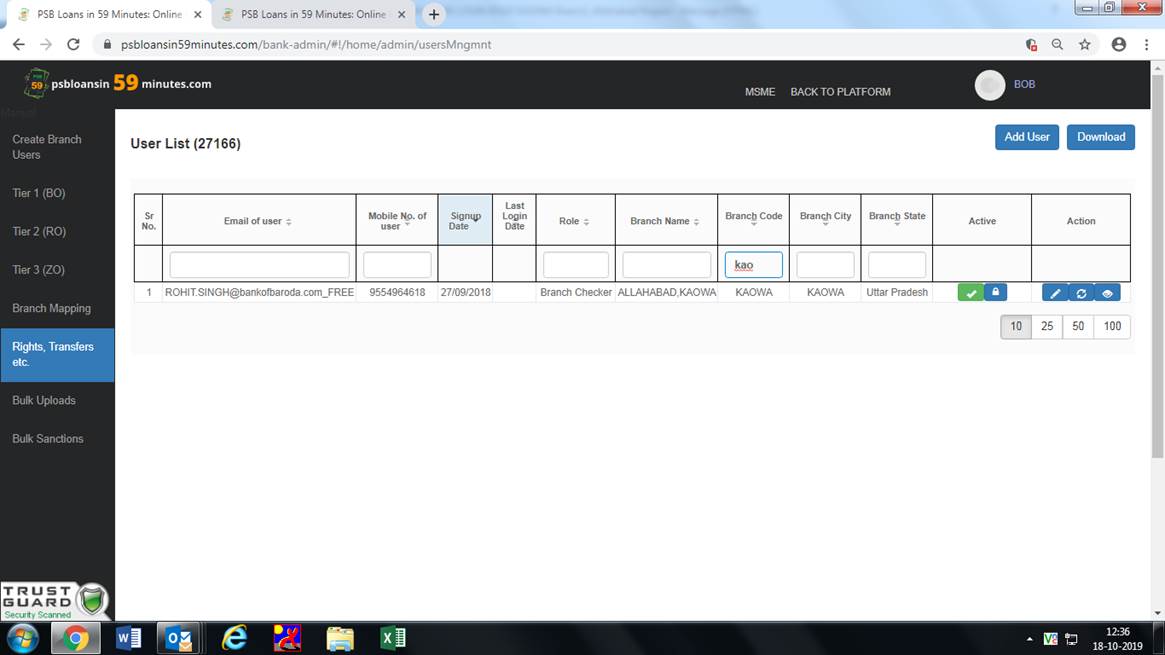 PSB Loans in 59 Minutes: Online
PSB Loans in 59 Minutes: Online
psbloansin59minutes.com/bank-admin/#!/home/admin/usersMngmnt
PSB 59 psbloansin 59 minutes.com
MSME BACK TO PLATFORM BOB
Create Branch
Users
Tier 1 (BO)
Tier 2 (RO)
Tier 3 (ZO)
Branch Mapping
Rights, Transfers
etc.
Bulk Uploads
Bulk Sanctions
User List (27166)
Add User Download
Sr
No.
Email of user
Mobile No. of
user
Signup
Date
Last
Login
Date
Role
Branch Name
Branch Code
Branch City
Branch State
Active
Action
kao
1 ROHIT.SINGH@bankofbaroda.com_FREE 9554964618 27/09/2018 Branch Checker ALLAHABAD,KAOWA KAOWA KAOWA Uttar Pradesh
10 25 50 100
TRUST
GUARD
Security Scanned
12:36
18-10-2019